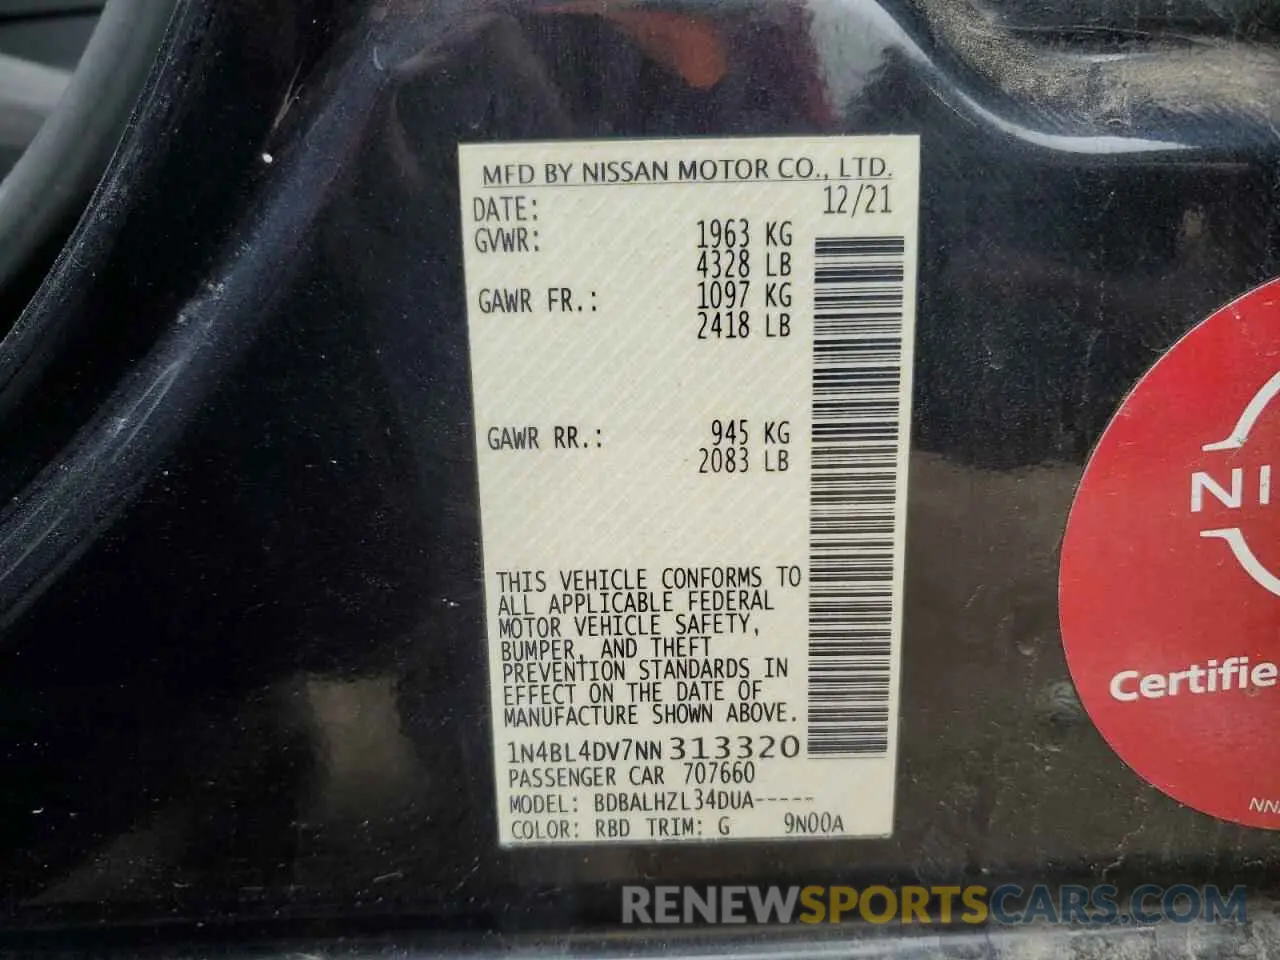 MFD BY NISSAN MOTOR CO., LTD.
DATE: 12/21
GVWR: 1963 KG
4328 LB
GAWR FR.: 1097 KG
2418 LB
GAWR RR.: 945 KG
2083 LB
THIS VEHICLE CONFORMS TO
ALL APPLICABLE FEDERAL
MOTOR VEHICLE SAFETY,
BUMPER, AND THEFT
PREVENTION STANDARDS IN
EFFECT ON THE DATE OF
MANUFACTURE SHOWN ABOVE.
1N4BL4DV7NN313320
PASSENGER CAR 707660
MODEL: BDBALHZL34DUA-----
COLOR: RBD TRIM: G 9N00A
NI
Certifie
RENEWSPORTSCARS.COM